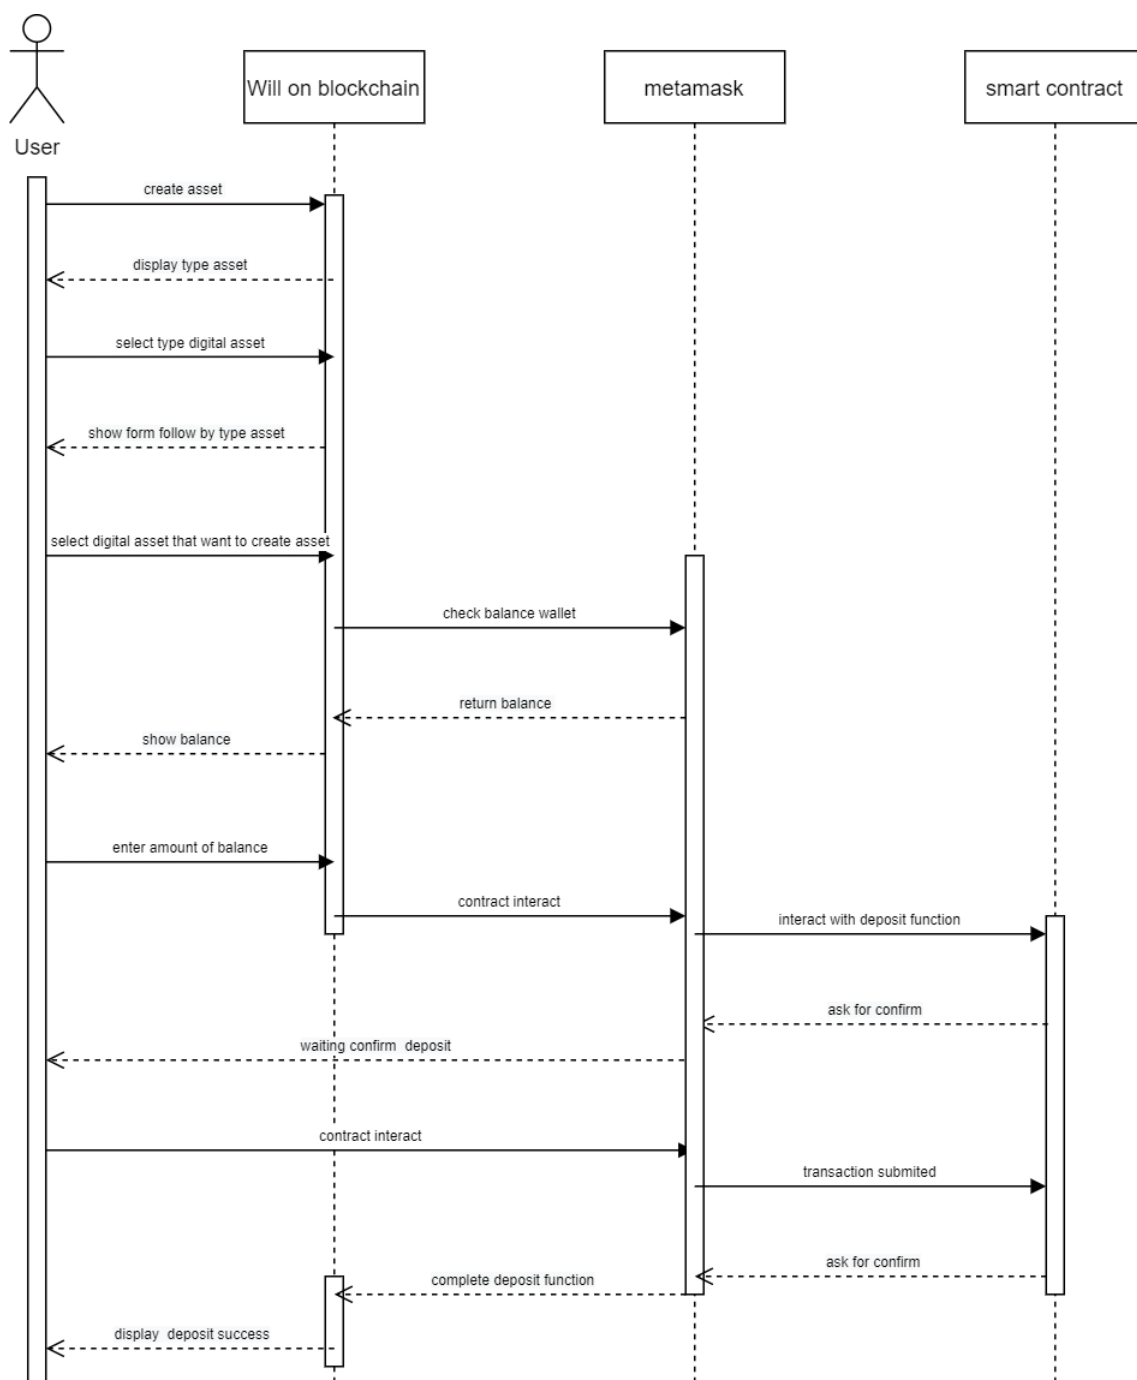 Will on blockchain
metamask
smart contract
User
create asset
display type asset
select type digital asset
show form follow by type asset
select digital asset that want to create asset
check balance wallet
return balance
show balance
enter amount of balance
contract interact
interact with deposit function
ask for confirm
waiting confirm  deposit
contract interact
transaction submited
ask for confirm
complete deposit function
display  deposit success